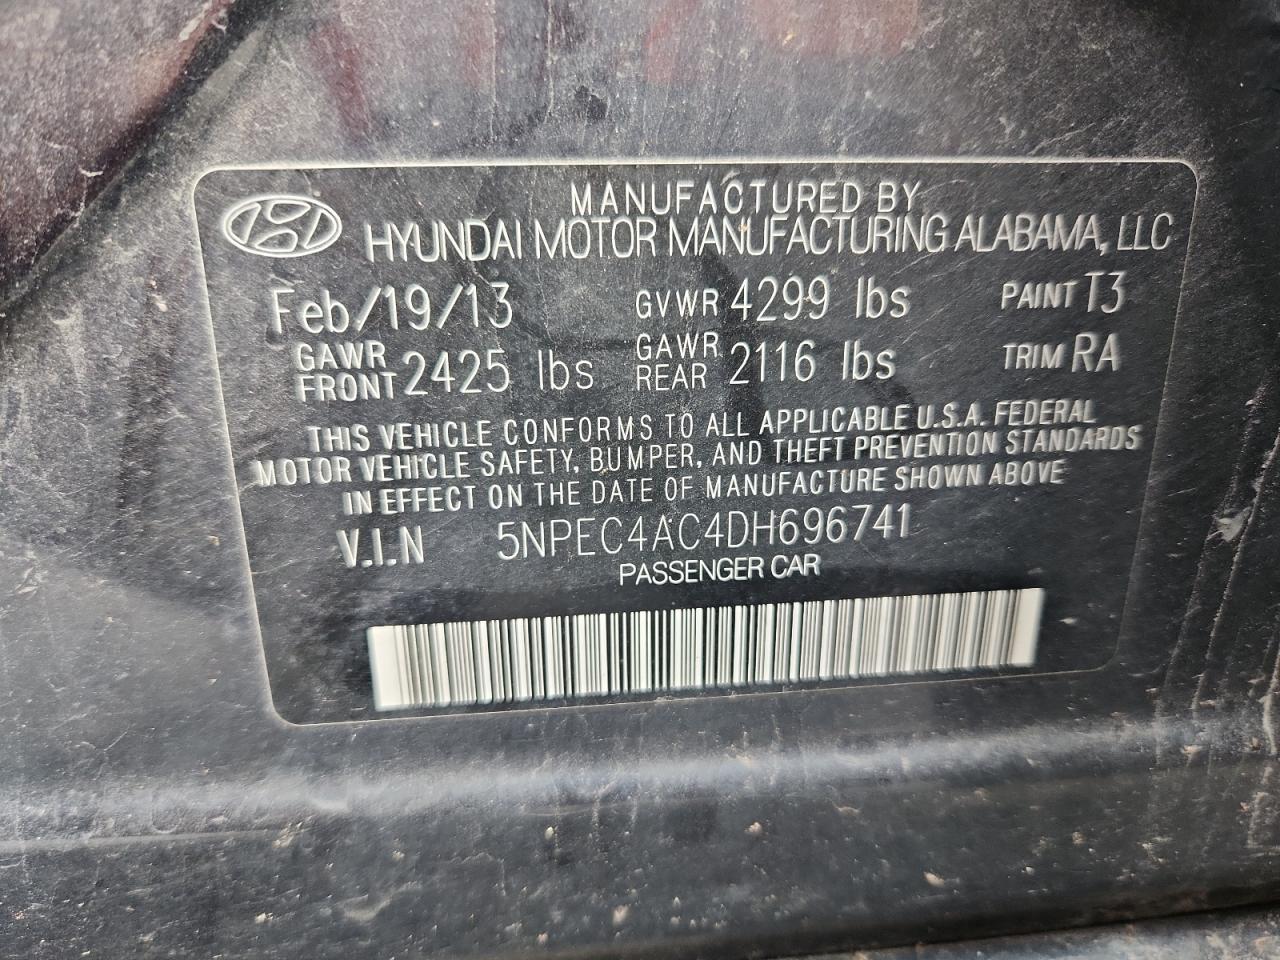 MANUFACTURED BY
HYUNDAI MOTOR MANUFACTURING ALABAMA, LLC
Feb/19/13 GVWR 4299 lbs PAINT T3
GAWR FRONT 2425 lbs GAWR REAR 2116 lbs TRIM RA
THIS VEHICLE CONFORMS TO ALL APPLICABLE U.S.A. FEDERAL
MOTOR VEHICLE SAFETY, BUMPER, AND THEFT PREVENTION STANDARDS
IN EFFECT ON THE DATE OF MANUFACTURE SHOWN ABOVE
V.I.N 5NPEC4AC4DH696741
PASSENGER CAR